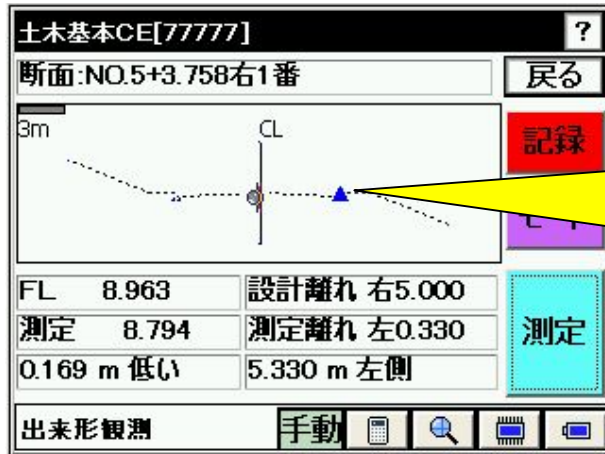 土木基本CE[77777]
?
断面:NO.5+3.758右1番
戻る
3m
CL
記録
FL 8.963
設計離れ 右5.000
測定 8.794
測定離れ 左0.330
測定
0.169 m 低い
5.330 m 左側
出来形観測
手動